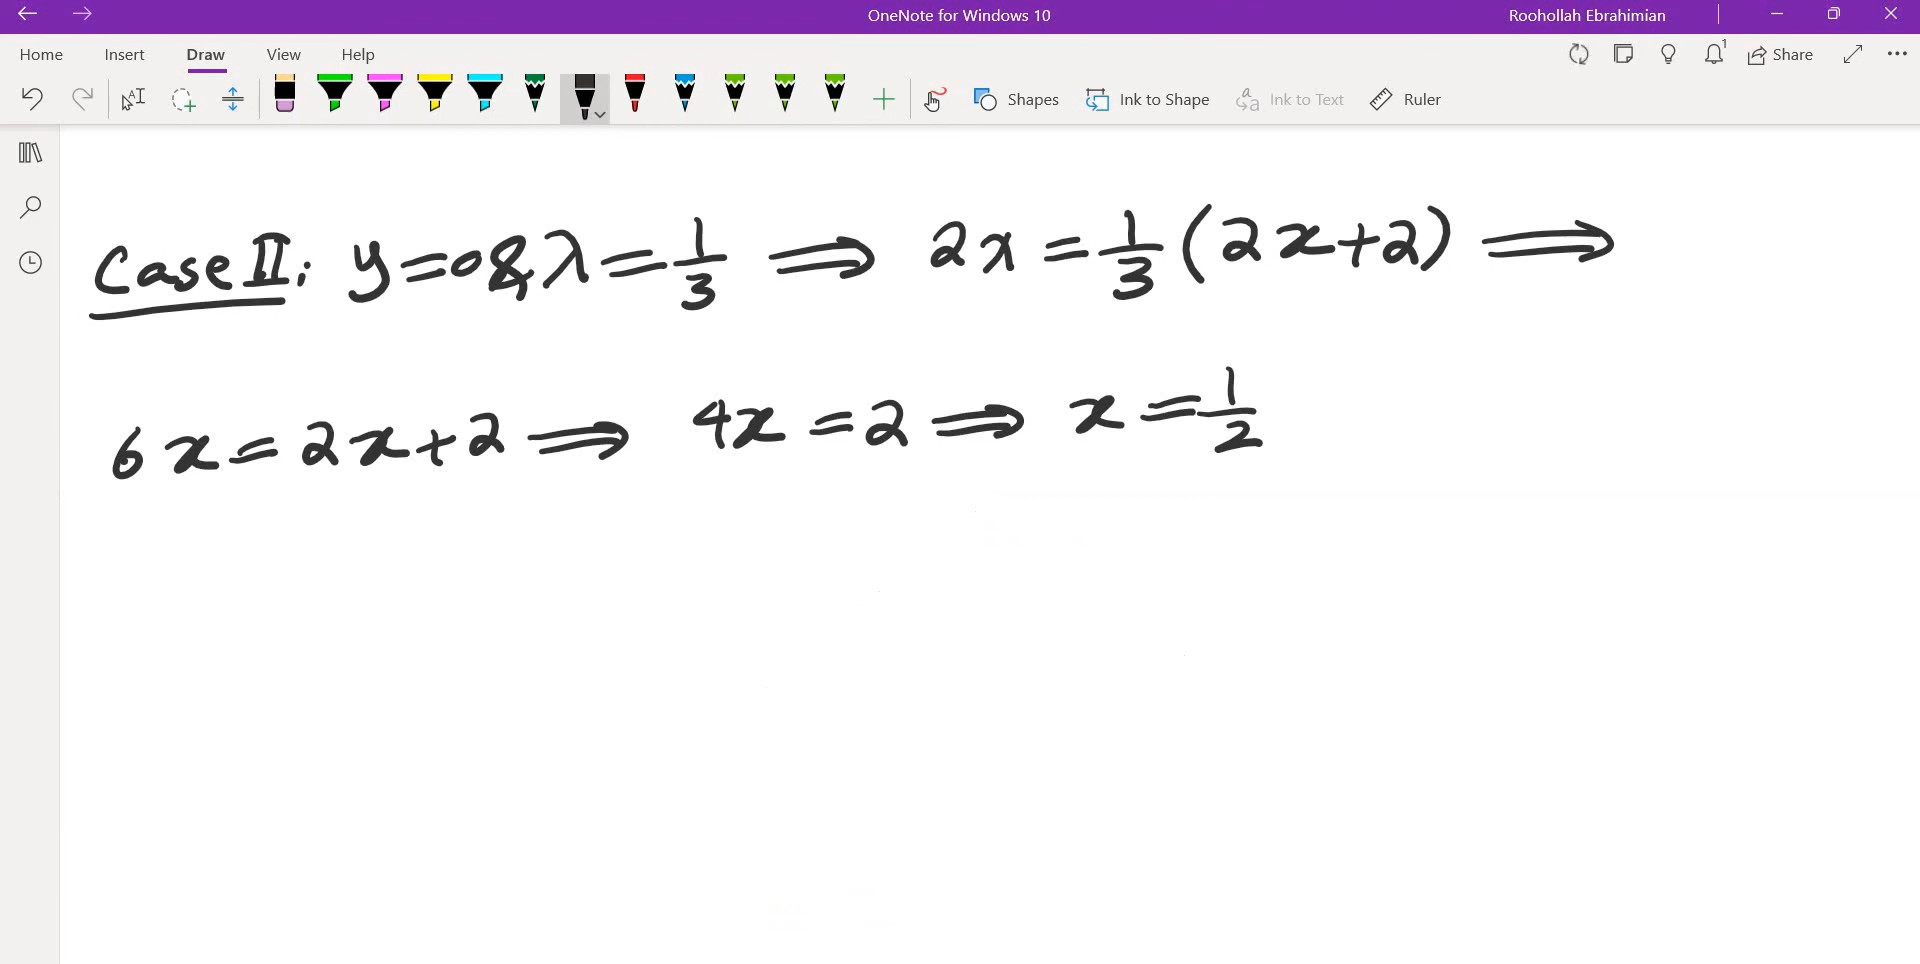 OneNote for Windows 10
Roohollah Ebrahimian
Home Insert Draw View Help
1 Share
Shapes Ink to Shape Ink to Text Ruler
Case II: y=0 & λ=1/3 ⟹ 2x=1/3(2x+2) ⟹
6x=2x+2 ⟹ 4x=2 ⟹ x=1/2